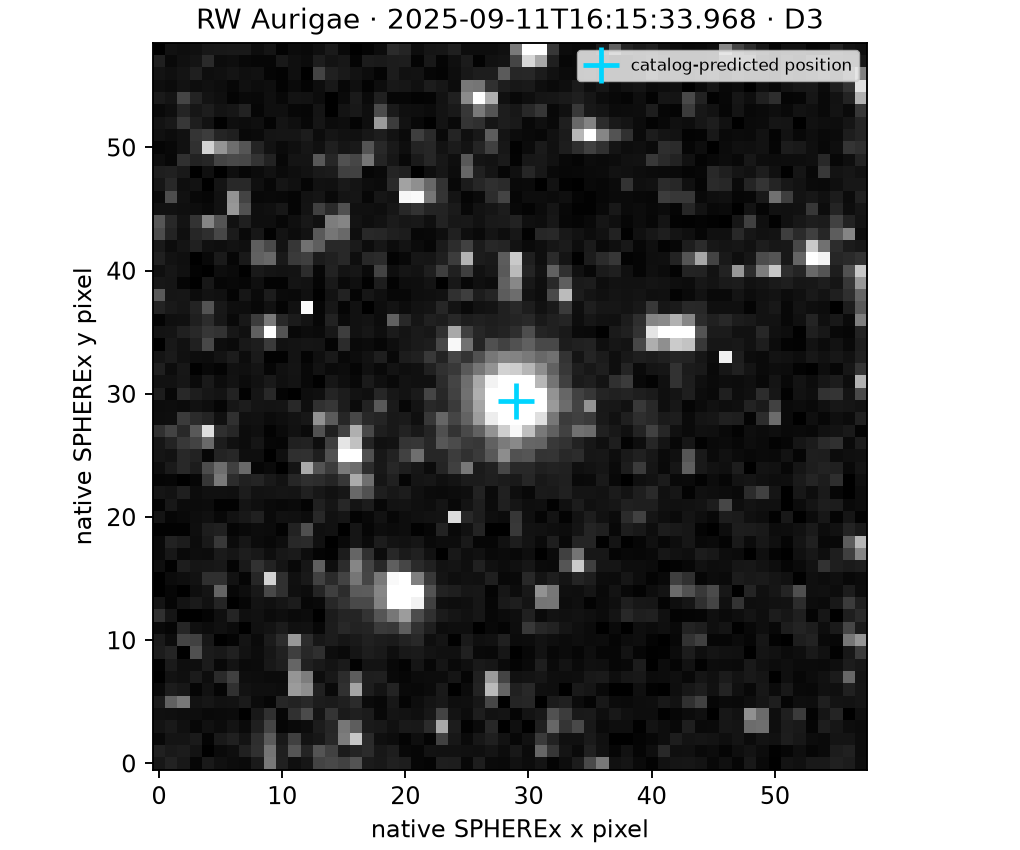 RW Aurigae · 2025-09-11T16:15:33.968 · D3
catalog-predicted position
native SPHEREx y pixel
50
40
30
20
10
0
0 10 20 30 40 50
native SPHEREx x pixel